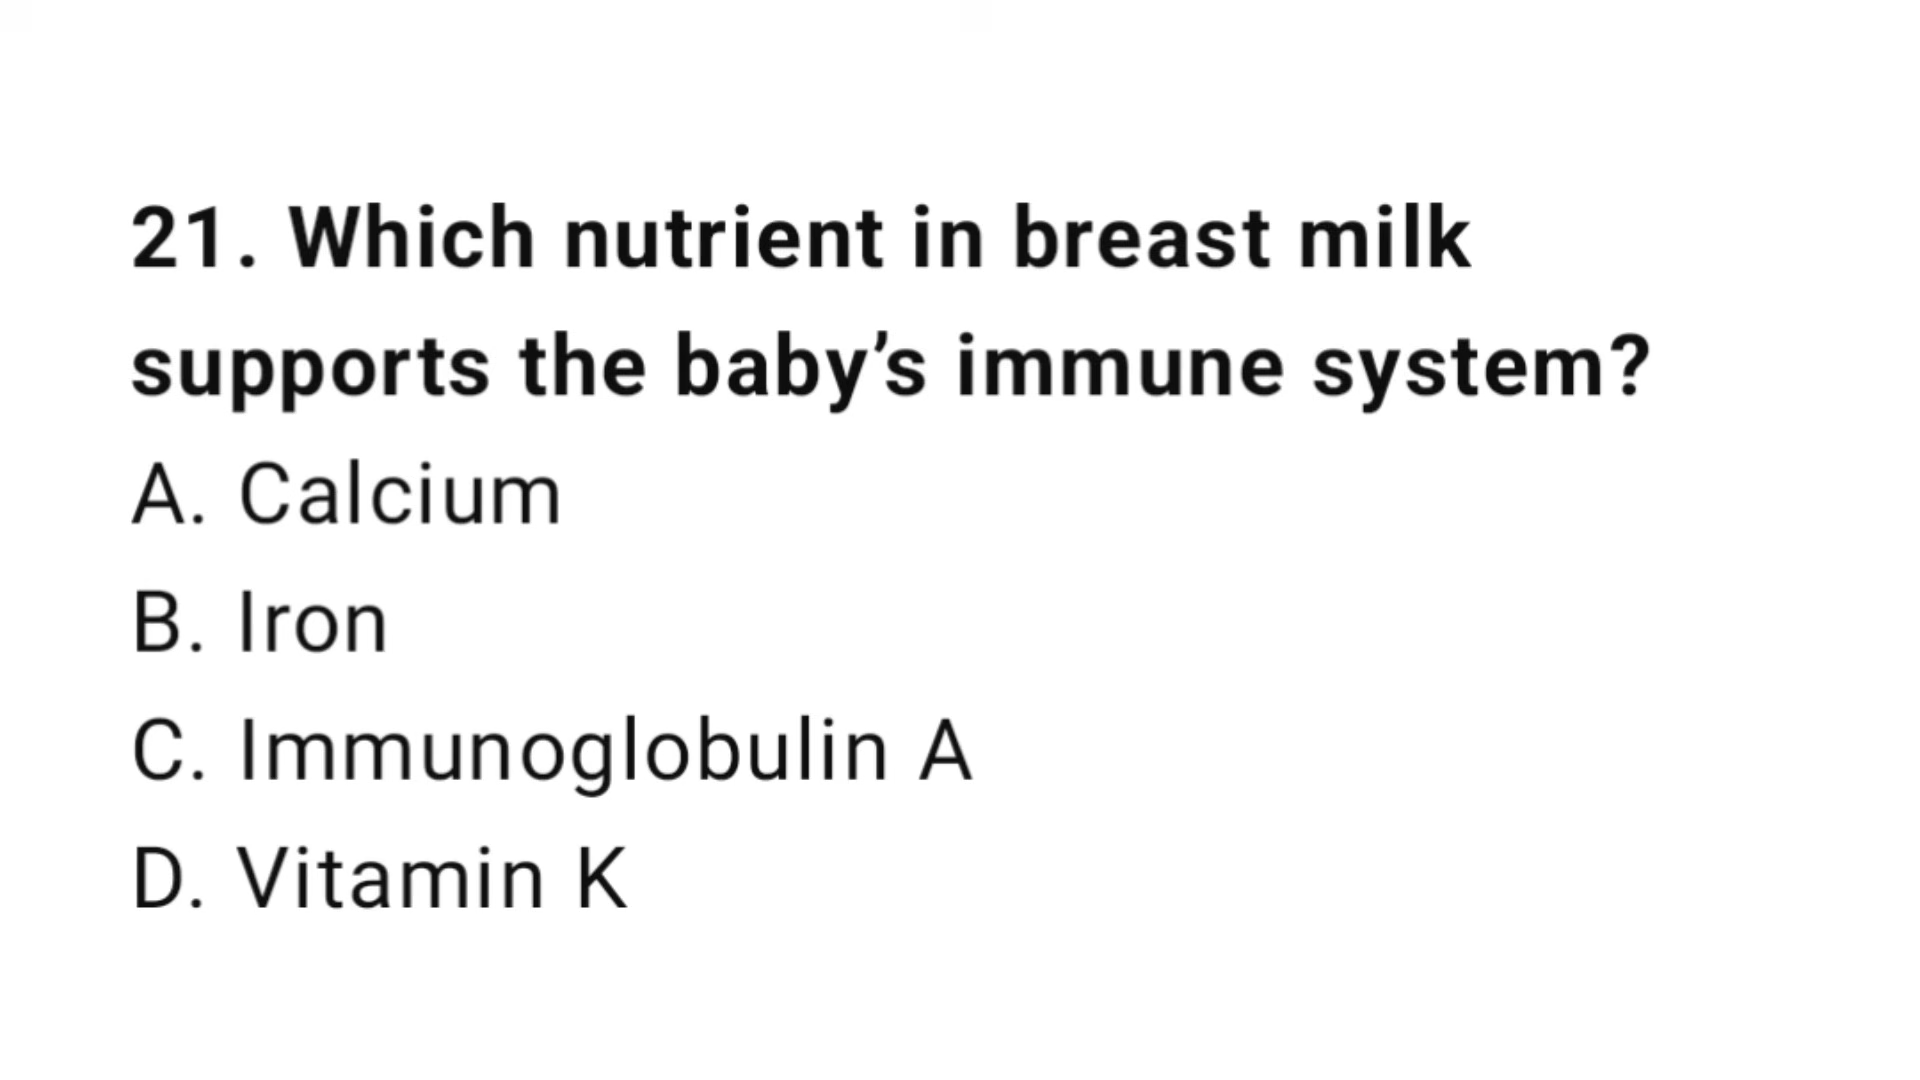 21. Which nutrient in breast milk
supports the baby’s immune system?
A. Calcium
B. Iron
C. Immunoglobulin A
D. Vitamin K